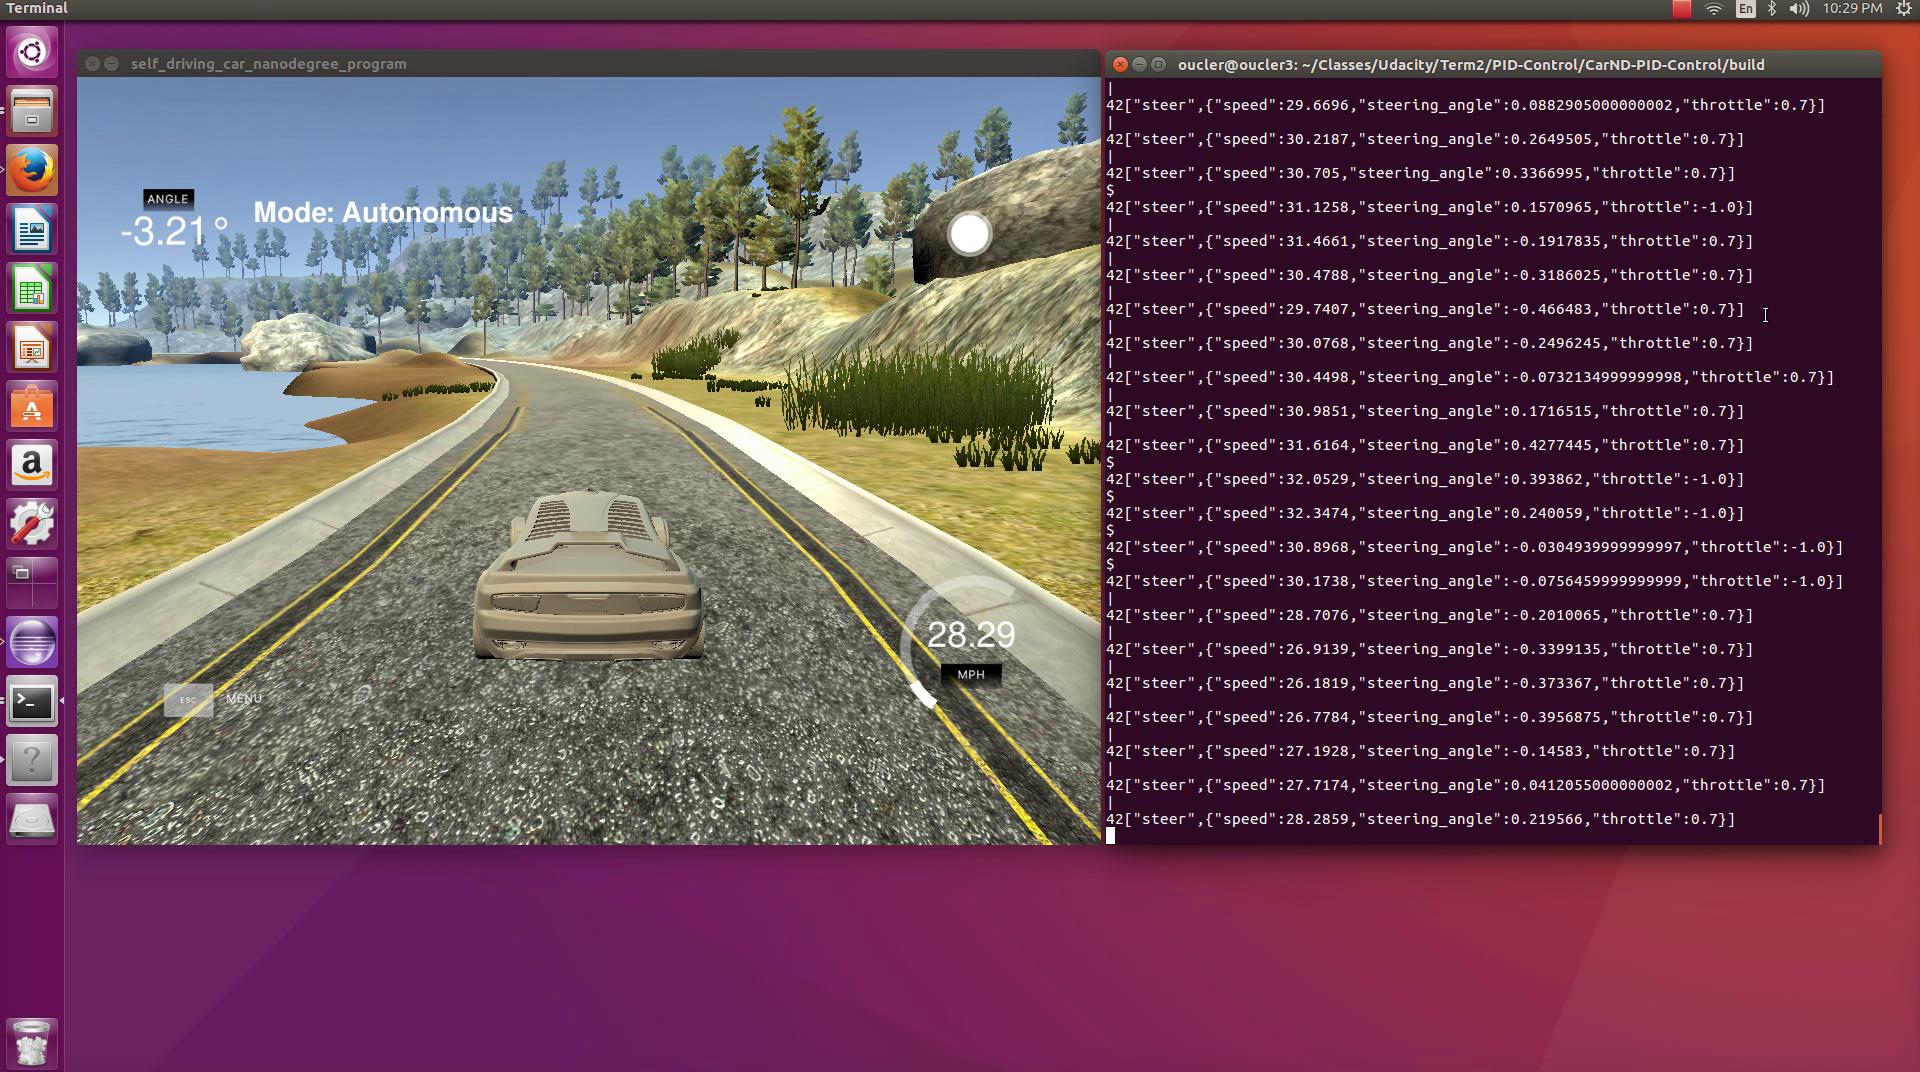 Terminal
En
10:29 PM
self_driving_car_nanodegree_program
ANGLE
-3.21°
Mode: Autonomous
28.29
MPH
ESC
MENU
oucler@oucler3: ~/Classes/Udacity/Term2/PID-Control/CarND-PID-Control/build
|
42["steer",{"speed":29.6696,"steering_angle":0.0882905000000002,"throttle":0.7}]
|
42["steer",{"speed":30.2187,"steering_angle":0.2649505,"throttle":0.7}]
|
42["steer",{"speed":30.705,"steering_angle":0.3366995,"throttle":0.7}]
$
42["steer",{"speed":31.1258,"steering_angle":0.1570965,"throttle":-1.0}]
|
42["steer",{"speed":31.4661,"steering_angle":-0.1917835,"throttle":0.7}]
|
42["steer",{"speed":30.4788,"steering_angle":-0.3186025,"throttle":0.7}]
|
42["steer",{"speed":29.7407,"steering_angle":-0.466483,"throttle":0.7}]
|
42["steer",{"speed":30.0768,"steering_angle":-0.2496245,"throttle":0.7}]
|
42["steer",{"speed":30.4498,"steering_angle":-0.0732134999999998,"throttle":0.7}]
|
42["steer",{"speed":30.9851,"steering_angle":0.1716515,"throttle":0.7}]
|
42["steer",{"speed":31.6164,"steering_angle":0.4277445,"throttle":0.7}]
$
42["steer",{"speed":32.0529,"steering_angle":0.393862,"throttle":-1.0}]
$
42["steer",{"speed":32.3474,"steering_angle":0.240059,"throttle":-1.0}]
$
42["steer",{"speed":30.8968,"steering_angle":-0.0304939999999997,"throttle":-1.0}]
$
42["steer",{"speed":30.1738,"steering_angle":-0.0756459999999999,"throttle":-1.0}]
|
42["steer",{"speed":28.7076,"steering_angle":-0.2010065,"throttle":0.7}]
|
42["steer",{"speed":26.9139,"steering_angle":-0.3399135,"throttle":0.7}]
|
42["steer",{"speed":26.1819,"steering_angle":-0.373367,"throttle":0.7}]
|
42["steer",{"speed":26.7784,"steering_angle":-0.3956875,"throttle":0.7}]
|
42["steer",{"speed":27.1928,"steering_angle":-0.14583,"throttle":0.7}]
|
42["steer",{"speed":27.7174,"steering_angle":0.0412055000000002,"throttle":0.7}]
|
42["steer",{"speed":28.2859,"steering_angle":0.219566,"throttle":0.7}]